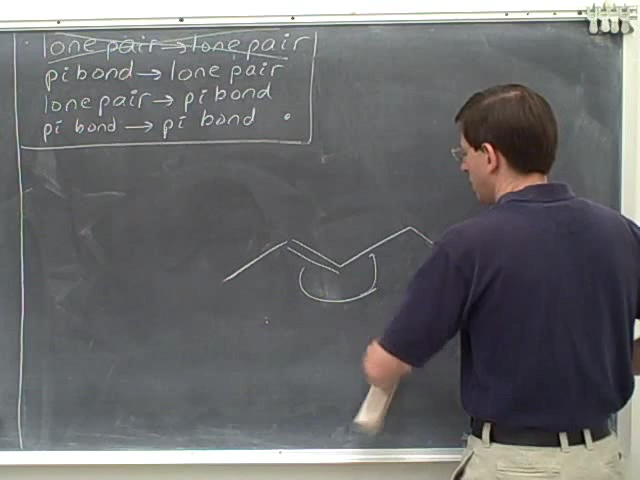 lone pair → lone pair
pi bond → lone pair
lone pair → pi bond
pi bond → pi bond